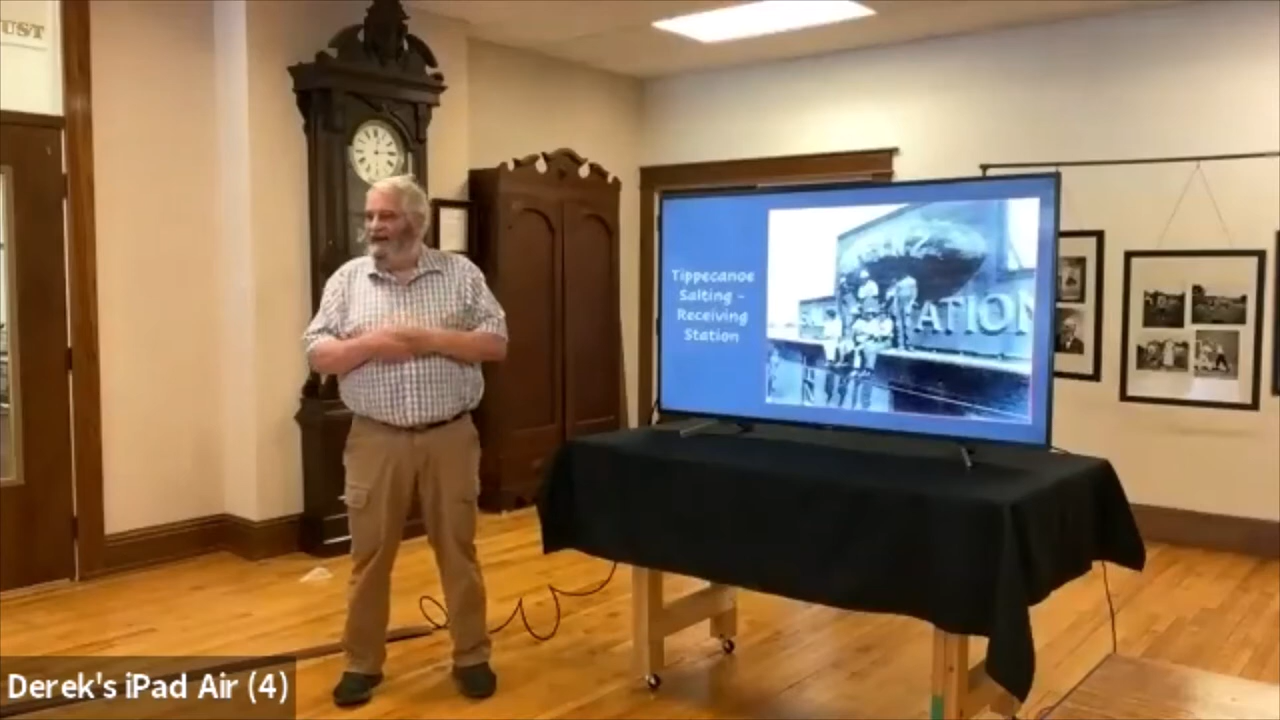 UST
Tippecanoe
Salting -
Receiving
Station
ATION
Derek's iPad Air (4)